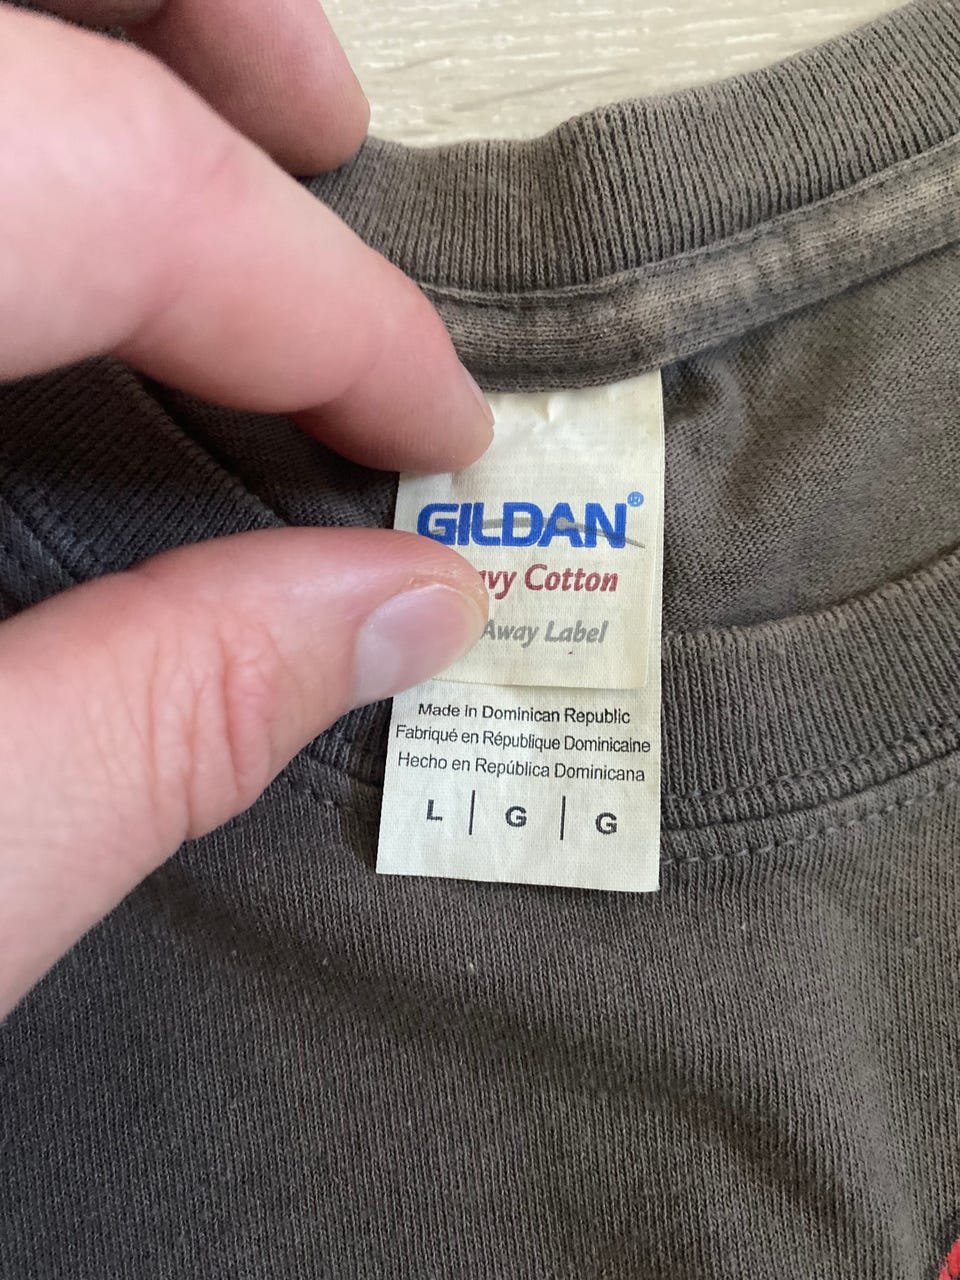 GILDAN®
Cotton
Away Label
Made in Dominican Republic
Fabriqué en République Dominicaine
Hecho en República Dominicana
L | G | G